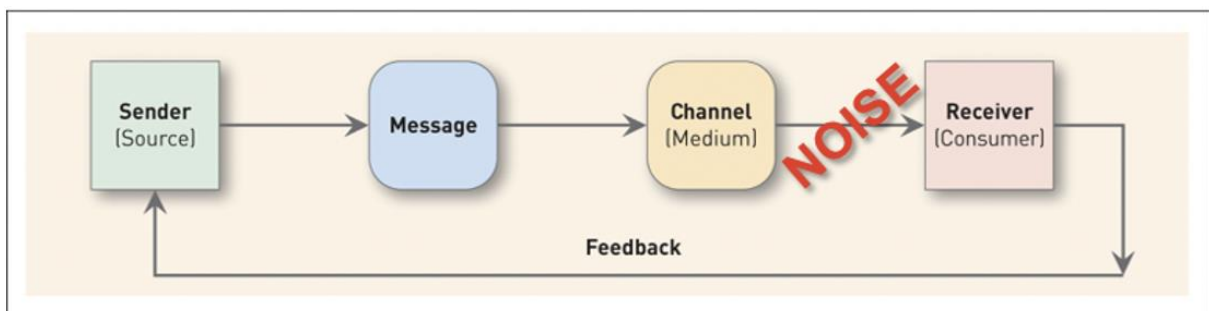 Sender
(Source)
Message
Channel
(Medium)
NOISE
Receiver
(Consumer)
Feedback